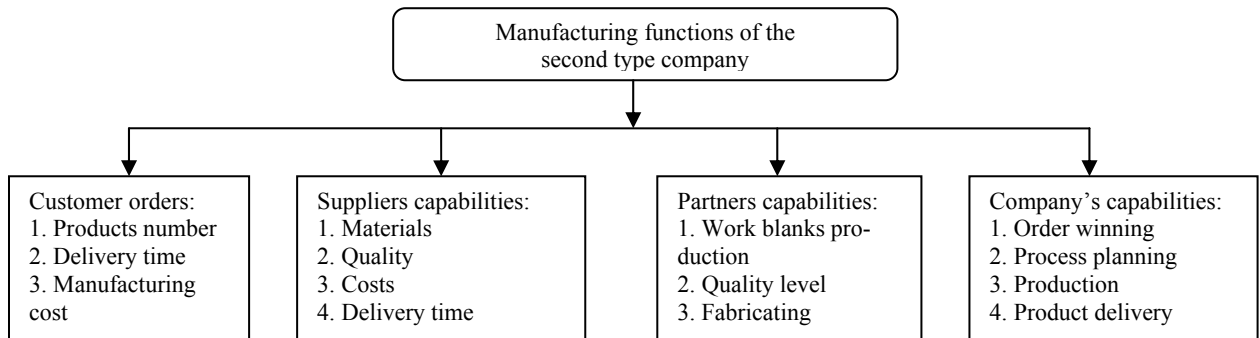 Manufacturing functions of the
second type company
Customer orders:
1. Products number
2. Delivery time
3. Manufacturing
cost
Suppliers capabilities:
1. Materials
2. Quality
3. Costs
4. Delivery time
Partners capabilities:
1. Work blanks pro-
duction
2. Quality level
3. Fabricating
Company's capabilities:
1. Order winning
2. Process planning
3. Production
4. Product delivery